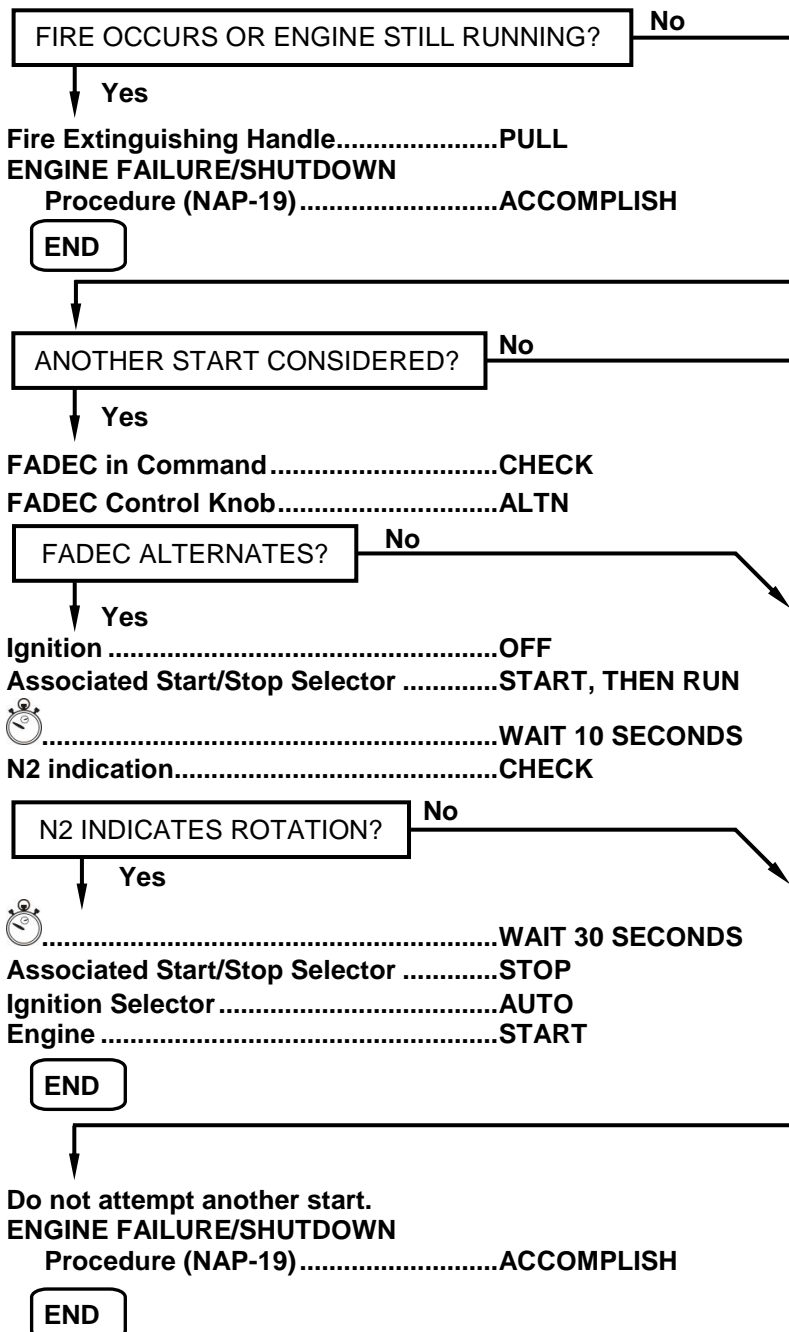 FIRE OCCURS OR ENGINE STILL RUNNING?
No
Yes
Fire Extinguishing Handle......................PULL
ENGINE FAILURE/SHUTDOWN
Procedure (NAP-19)...........................ACCOMPLISH
END
ANOTHER START CONSIDERED?
No
Yes
FADEC in Command...............................CHECK
FADEC Control Knob..............................ALTN
FADEC ALTERNATES?
No
Yes
Ignition .....................................................OFF
Associated Start/Stop Selector .............START, THEN RUN
..............................................................WAIT 10 SECONDS
N2 indication............................................CHECK
N2 INDICATES ROTATION?
No
Yes
..............................................................WAIT 30 SECONDS
Associated Start/Stop Selector .............STOP
Ignition Selector ......................................AUTO
Engine ......................................................START
END
Do not attempt another start.
ENGINE FAILURE/SHUTDOWN
Procedure (NAP-19)...........................ACCOMPLISH
END